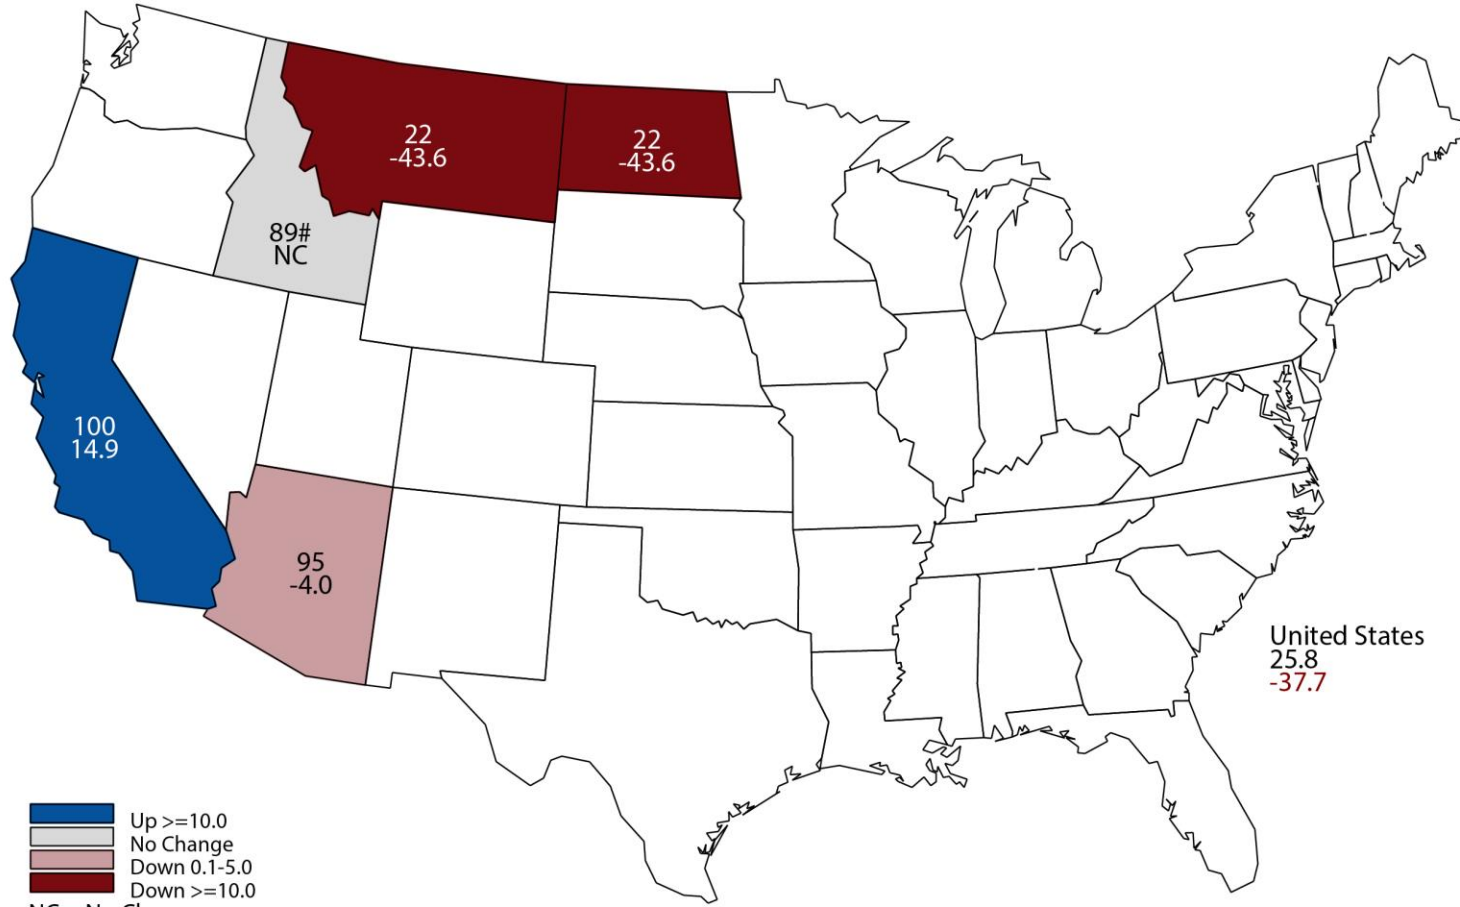 22
-43.6
22
-43.6
89#
NC
100
14.9
95
-4.0
United States
25.8
-37.7
Up >=10.0
No Change
Down 0.1-5.0
Down >=10.0